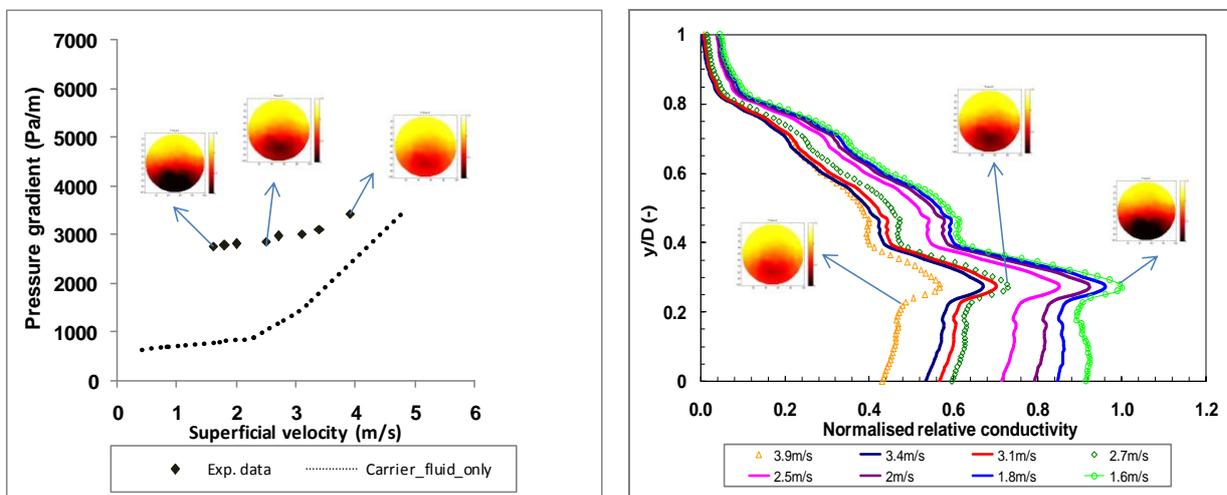 7000
6000
5000
4000
3000
2000
1000
0
Pressure gradient (Pa/m)
0 1 2 3 4 5 6
Superficial velocity (m/s)
Exp. data Carrier_fluid_only
1
0.8
0.6
0.4
0.2
0
y/D (-)
0.0 0.2 0.4 0.6 0.8 1.0 1.2
Normalised relative conductivity
3.9m/s 3.4m/s 3.1m/s 2.7m/s
2.5m/s 2m/s 1.8m/s 1.6m/s